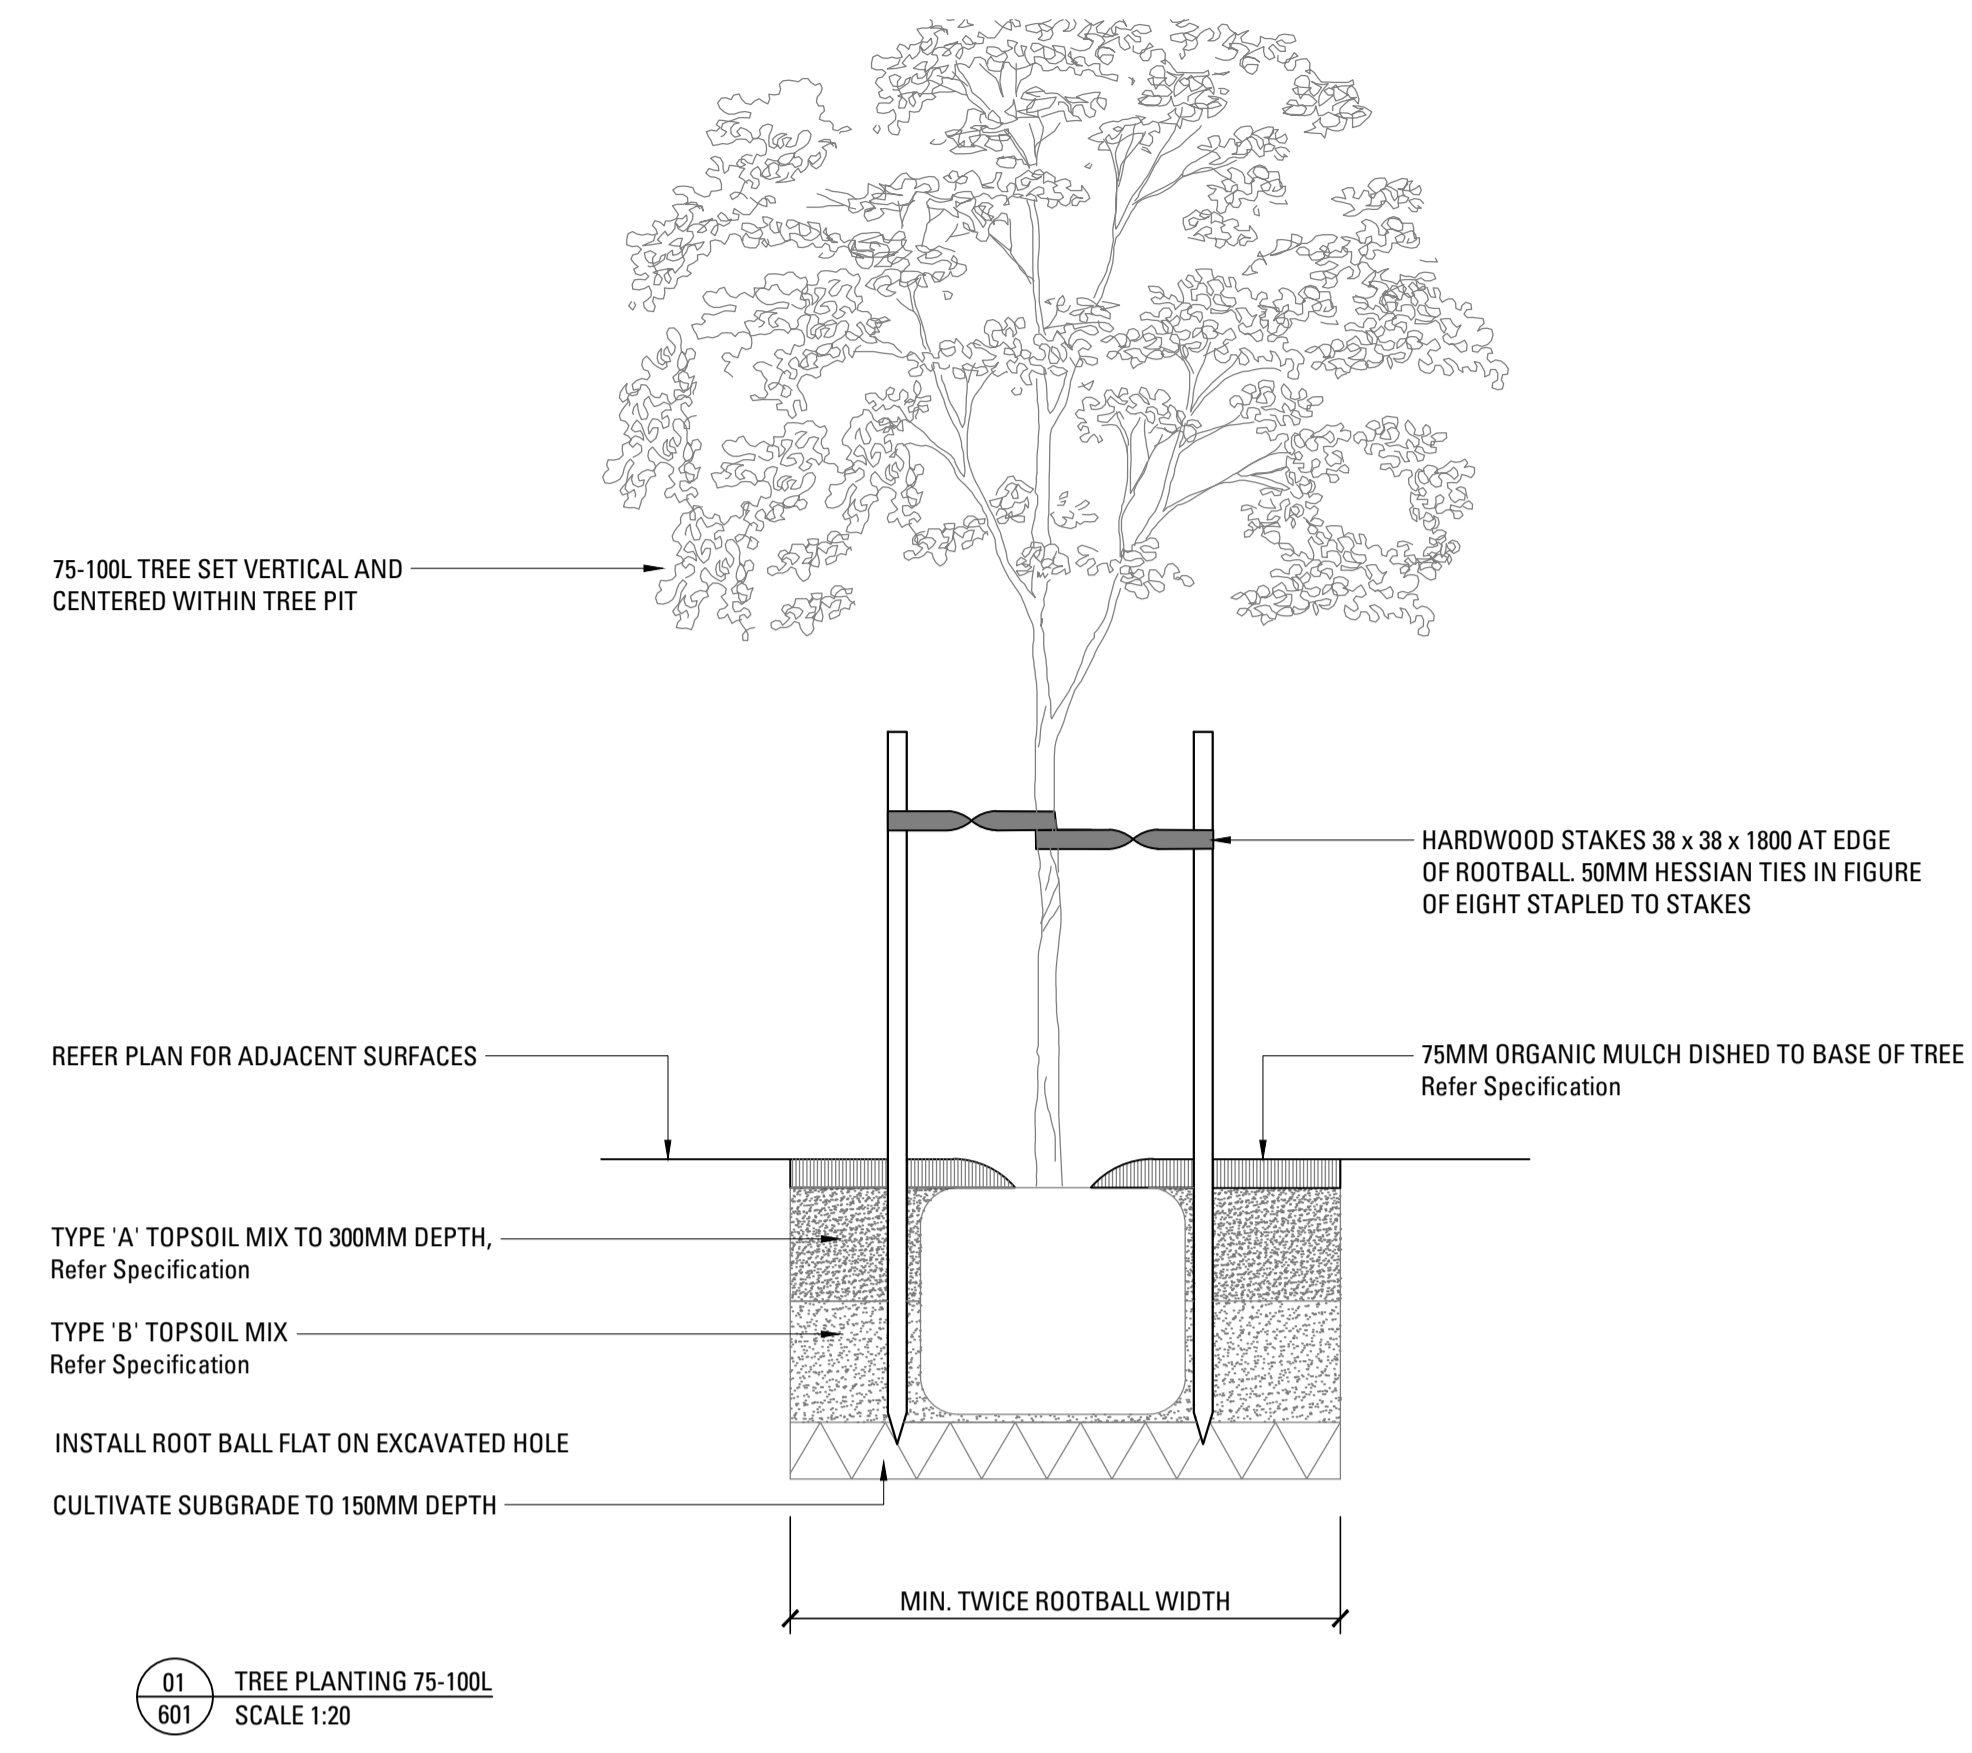 75-100L TREE SET VERTICAL AND
CENTERED WITHIN TREE PIT
HARDWOOD STAKES 38 x 38 x 1800 AT EDGE
OF ROOTBALL. 50MM HESSIAN TIES IN FIGURE
OF EIGHT STAPLED TO STAKES
REFER PLAN FOR ADJACENT SURFACES
75MM ORGANIC MULCH DISHED TO BASE OF TREE
Refer Specification
TYPE 'A' TOPSOIL MIX TO 300MM DEPTH,
Refer Specification
TYPE 'B' TOPSOIL MIX
Refer Specification
INSTALL ROOT BALL FLAT ON EXCAVATED HOLE
CULTIVATE SUBGRADE TO 150MM DEPTH
MIN. TWICE ROOTBALL WIDTH
01
601
TREE PLANTING 75-100L
SCALE 1:20